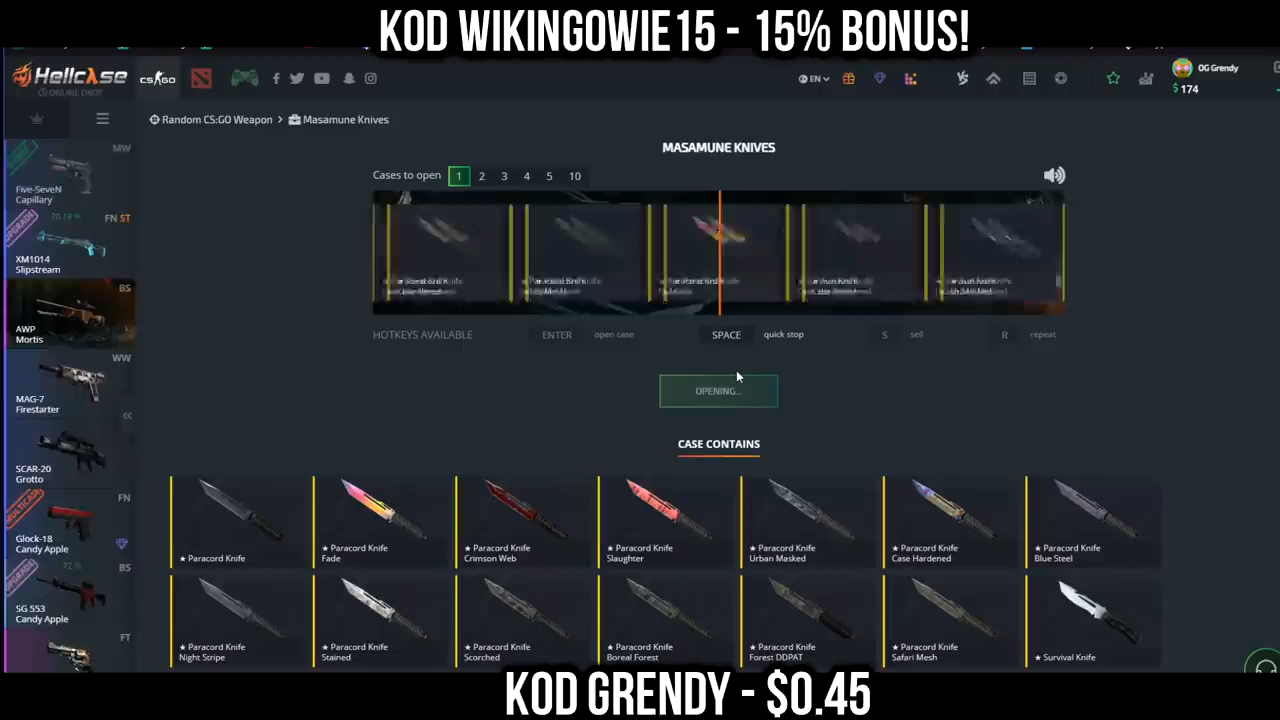 KOD WIKINGOWIE15 - 15% BONUS!
Hellcase
ONLINE DROP
CS:GO
EN
OG Grendy
$ 174
Random CS:GO Weapon > Masamune Knives
MW
Five-SeveN
Capillary
UPGRADE
FN ST
XM1014
Slipstream
BS
AWP
Mortis
WW
MAG-7
Firestarter
SCAR-20
Grotto
MULTICASE
FN
Glock-18
Candy Apple
UPGRADE
72 %
BS
SG 553
Candy Apple
FT
MASAMUNE KNIVES
Cases to open 1 2 3 4 5 10
HOTKEYS AVAILABLE ENTER open case SPACE quick stop S sell R repeat
OPENING...
CASE CONTAINS
★ Paracord Knife
★ Paracord Knife
Fade
★ Paracord Knife
Crimson Web
★ Paracord Knife
Slaughter
★ Paracord Knife
Urban Masked
★ Paracord Knife
Case Hardened
★ Paracord Knife
Blue Steel
★ Paracord Knife
Night Stripe
★ Paracord Knife
Stained
★ Paracord Knife
Scorched
★ Paracord Knife
Boreal Forest
★ Paracord Knife
Forest DDPAT
★ Paracord Knife
Safari Mesh
★ Survival Knife
KOD GRENDY - $0.45